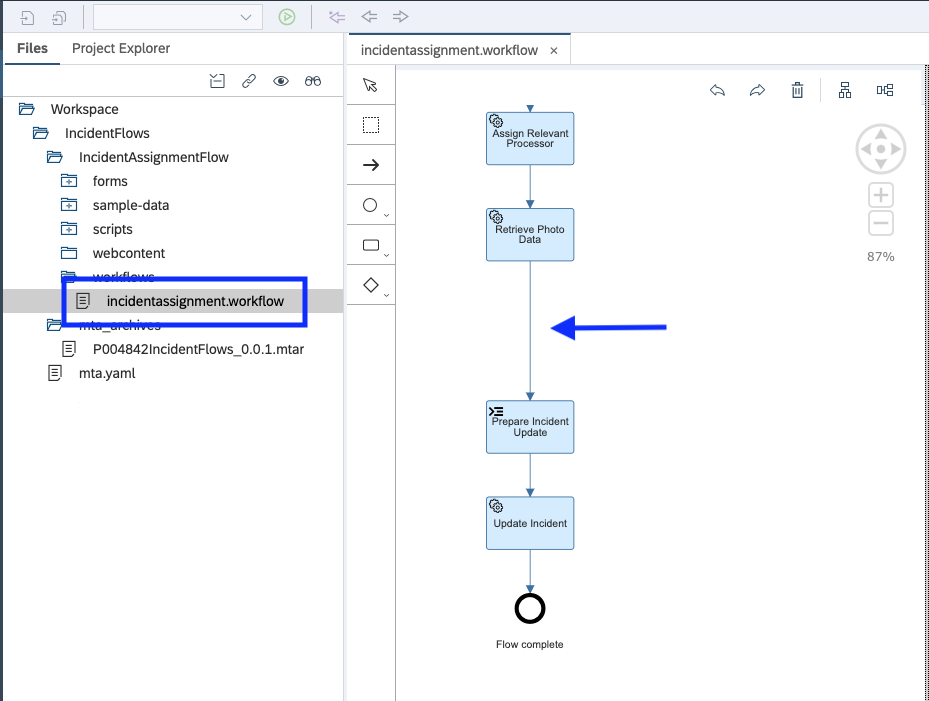 Files
Project Explorer
Workspace
IncidentFlows
IncidentAssignmentFlow
forms
sample-data
scripts
webcontent
workflows
incidentassignment.workflow
mta_archives
P004842IncidentFlows_0.0.1.mtar
mta.yaml
incidentassignment.workflow ×
Assign Relevant
Processor
Retrieve Photo
Data
Prepare Incident
Update
Update Incident
Flow complete
87%